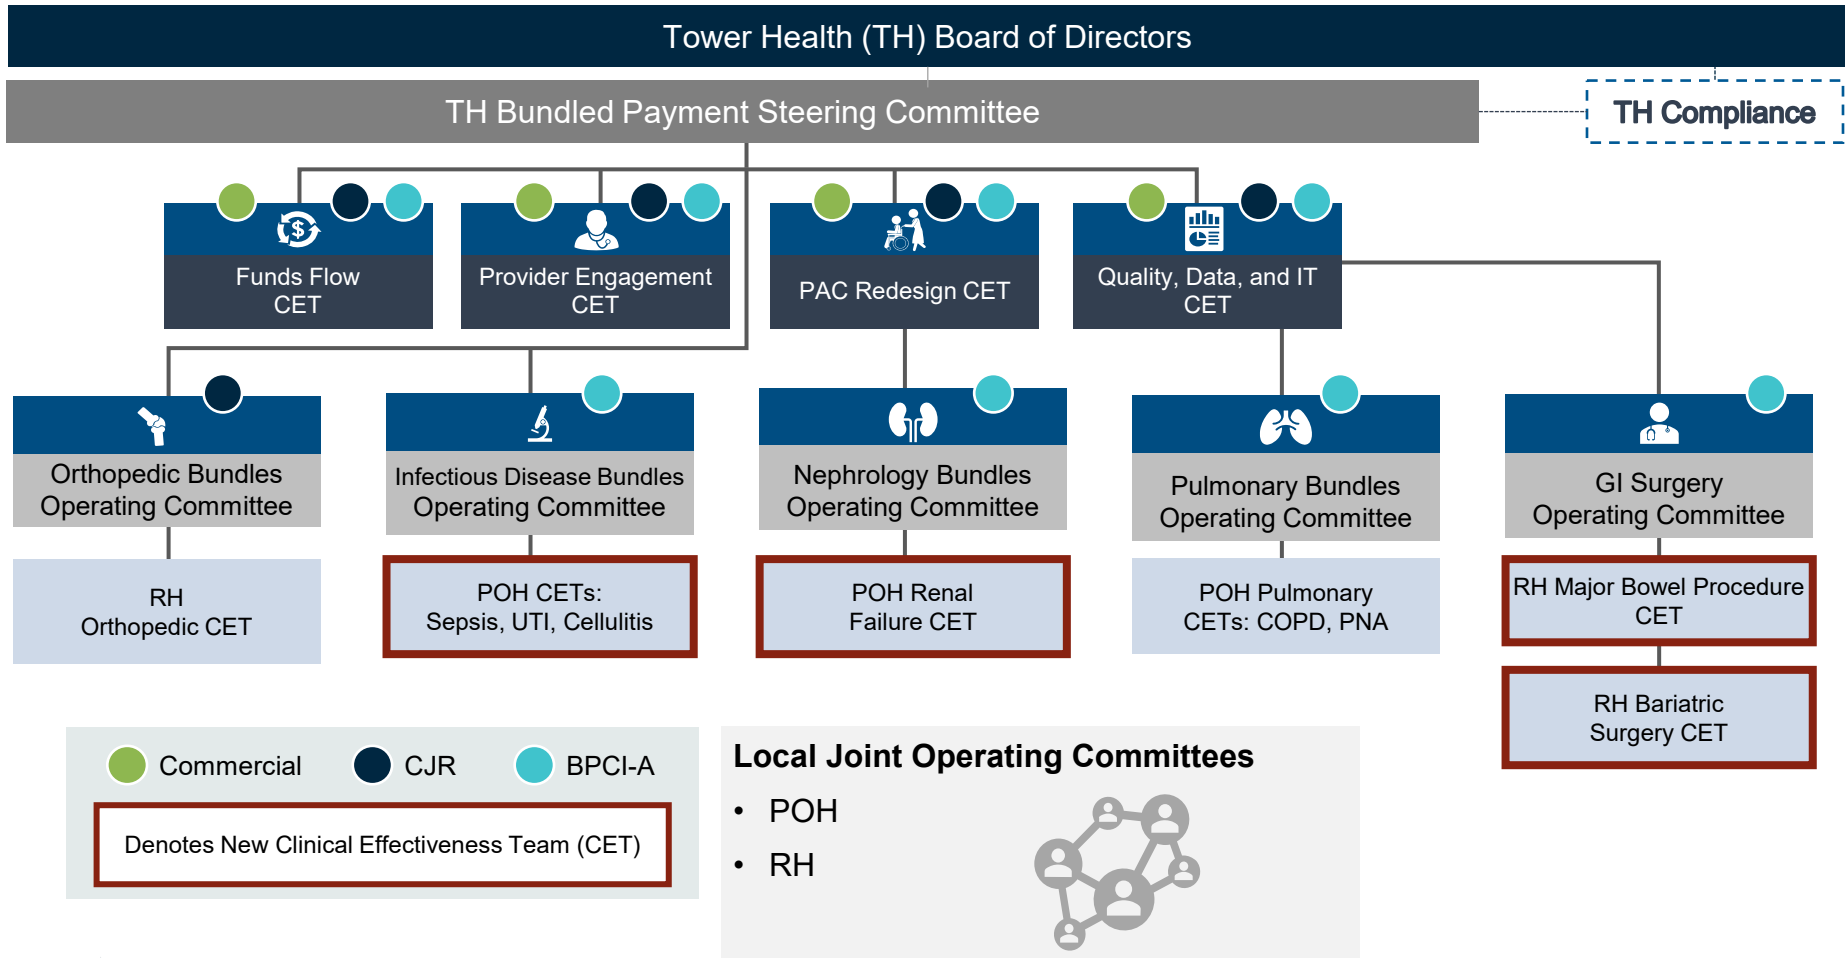 Tower Health (TH) Board of Directors
TH Bundled Payment Steering Committee
TH Compliance
Funds Flow
CET
Provider Engagement
CET
PAC Redesign CET
Quality, Data, and IT
CET
Orthopedic Bundles
Operating Committee
Infectious Disease Bundles
Operating Committee
Nephrology Bundles
Operating Committee
Pulmonary Bundles
Operating Committee
GI Surgery
Operating Committee
RH
Orthopedic CET
POH CETs:
Sepsis, UTI, Cellulitis
POH Renal
Failure CET
POH Pulmonary
CETs: COPD, PNA
RH Major Bowel Procedure
CET
RH Bariatric
Surgery CET
Commercial
CJR
BPCI-A
Denotes New Clinical Effectiveness Team (CET)
Local Joint Operating Committees
• POH
• RH